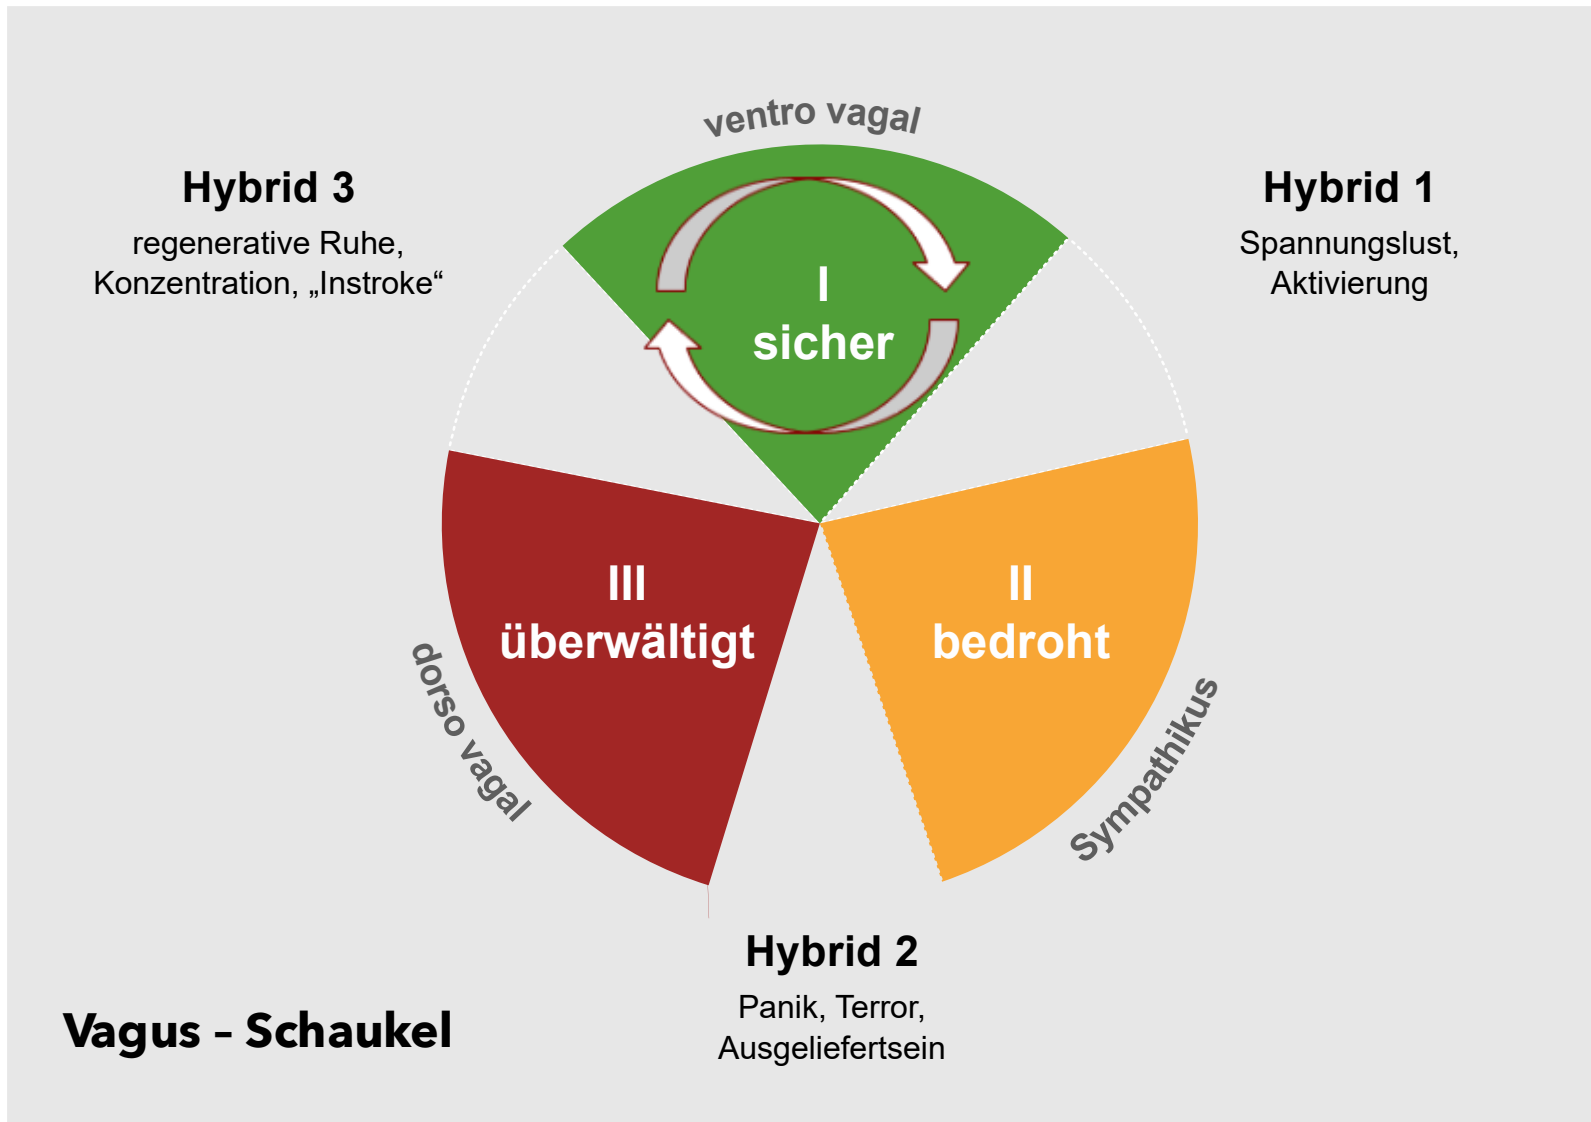 ventro vagal
Hybrid 3
regenerative Ruhe,
Konzentration, „Instroke“
Hybrid 1
Spannungslust,
Aktivierung
I
sicher
III
überwältigt
II
bedroht
dorso vagal
Sympathikus
Hybrid 2
Panik, Terror,
Ausgeliefertsein
Vagus – Schaukel